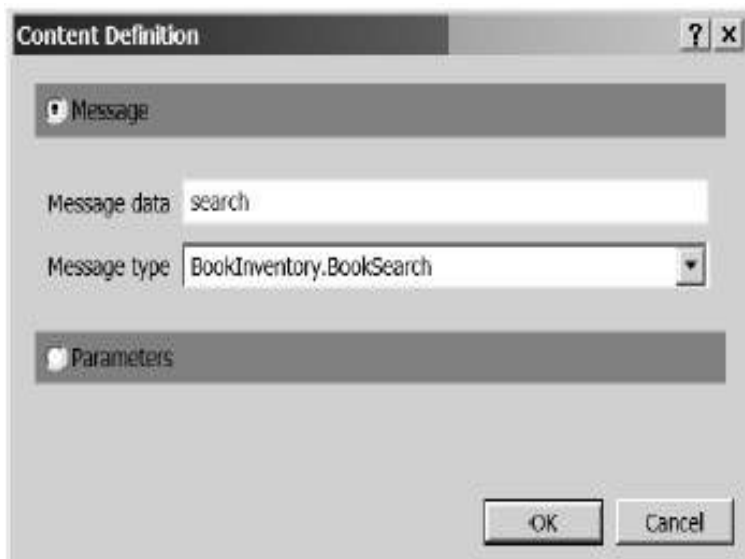 Content Definition
Message
Message data search
Message type BookInventory.BookSearch
Parameters
OK Cancel